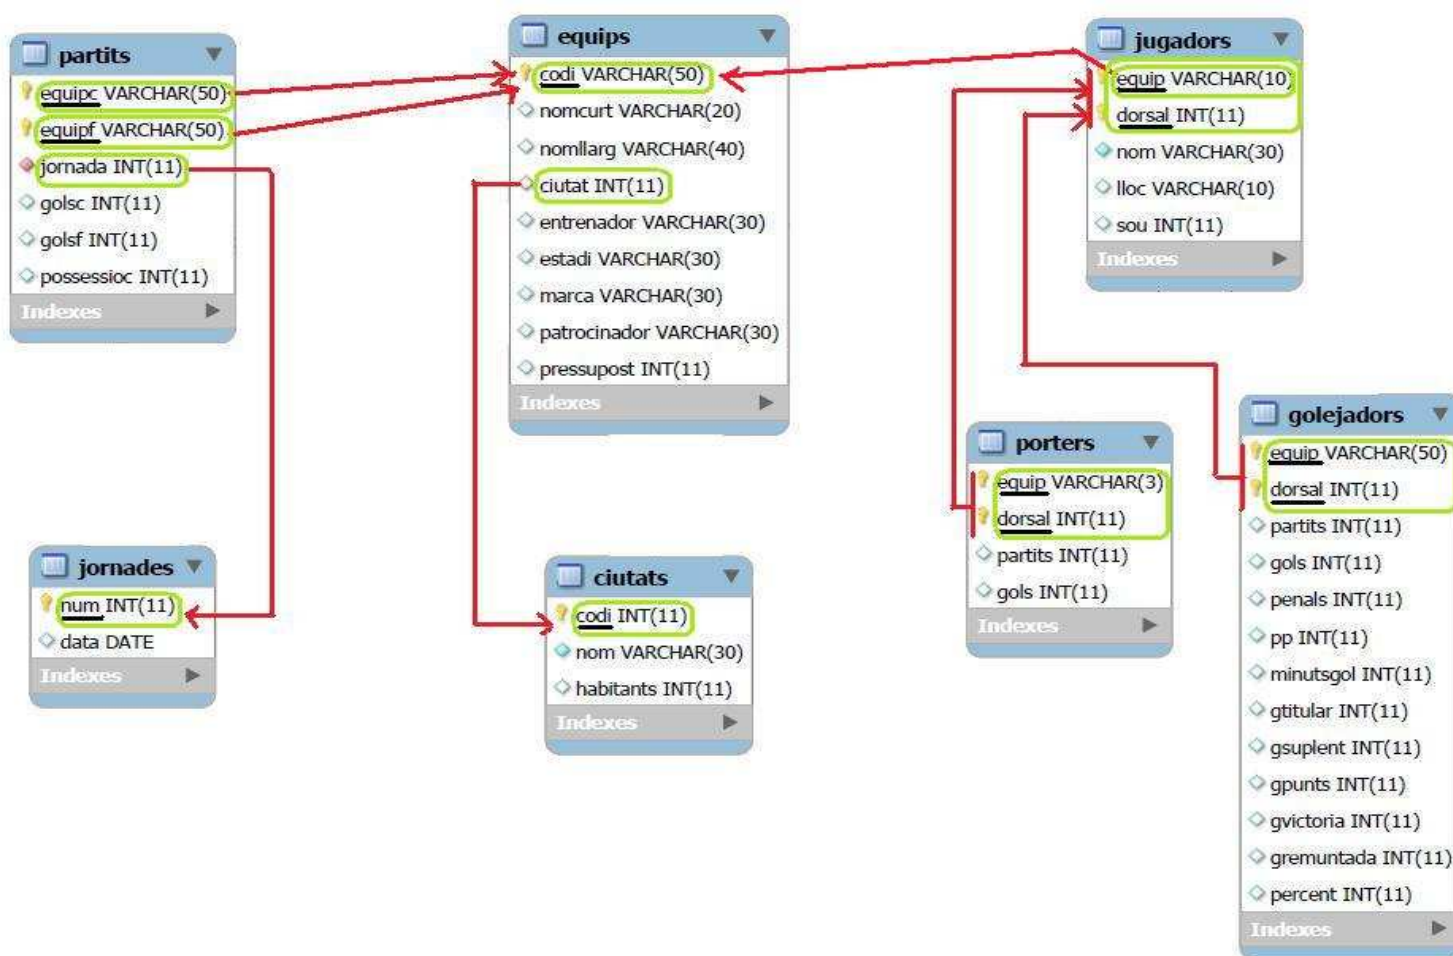 partits
equipc VARCHAR(50)
equipf VARCHAR(50)
jornada INT(11)
golsc INT(11)
golsf INT(11)
possessioc INT(11)
Indexes
equips
codi VARCHAR(50)
nomcurt VARCHAR(20)
nomllarg VARCHAR(40)
ciutat INT(11)
entrenador VARCHAR(30)
estadi VARCHAR(30)
marca VARCHAR(30)
patrocinador VARCHAR(30)
pressupost INT(11)
Indexes
jugadors
equip VARCHAR(10)
dorsal INT(11)
nom VARCHAR(30)
lloc VARCHAR(10)
sou INT(11)
Indexes
jornades
num INT(11)
data DATE
Indexes
ciutats
codi INT(11)
nom VARCHAR(30)
habitants INT(11)
Indexes
porters
equip VARCHAR(3)
dorsal INT(11)
partits INT(11)
gols INT(11)
Indexes
golejadors
equip VARCHAR(50)
dorsal INT(11)
partits INT(11)
gols INT(11)
penals INT(11)
pp INT(11)
minutsgol INT(11)
gtitular INT(11)
gsuplent INT(11)
gpunts INT(11)
gvictoria INT(11)
gremuntada INT(11)
percent INT(11)
Indexes